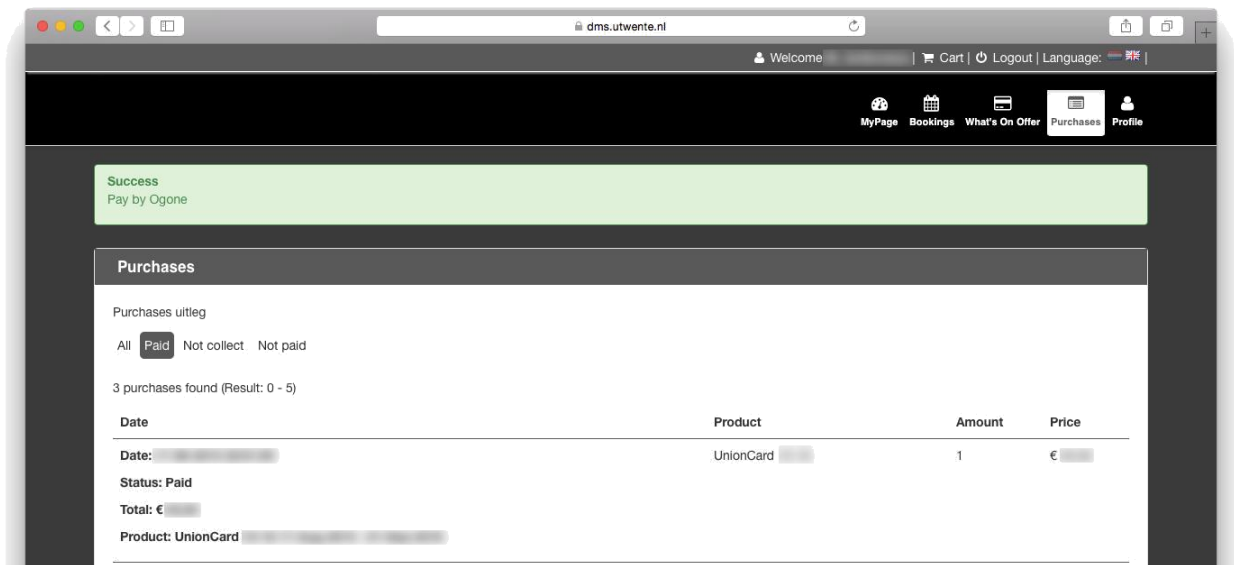 dms.utwente.nl
Welcome | Cart | Logout | Language: |
MyPage Bookings What's On Offer Purchases Profile
Success
Pay by Ogone
Purchases
Purchases uitleg
All Paid Not collect Not paid
3 purchases found (Result: 0 - 5)
Date Product Amount Price
Date: UnionCard 1 €
Status: Paid
Total: €
Product: UnionCard